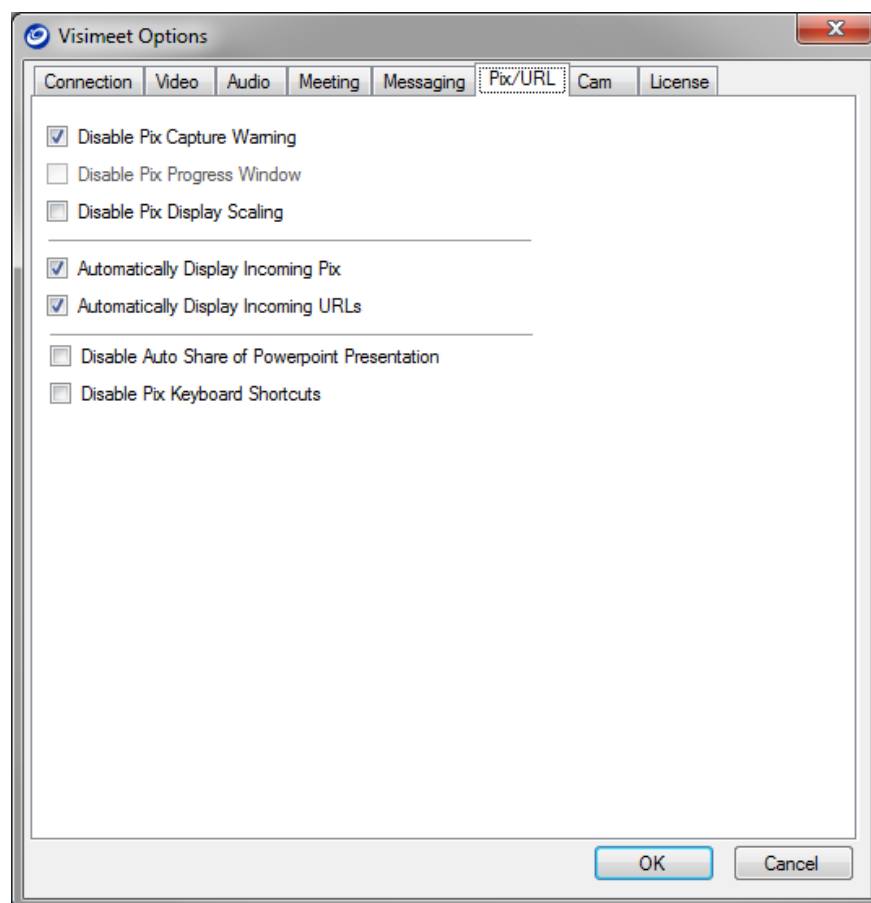 Visimeet Options
Connection Video Audio Meeting Messaging Pix/URL Cam License
Disable Pix Capture Warning
Disable Pix Progress Window
Disable Pix Display Scaling
Automatically Display Incoming Pix
Automatically Display Incoming URLs
Disable Auto Share of Powerpoint Presentation
Disable Pix Keyboard Shortcuts
OK Cancel